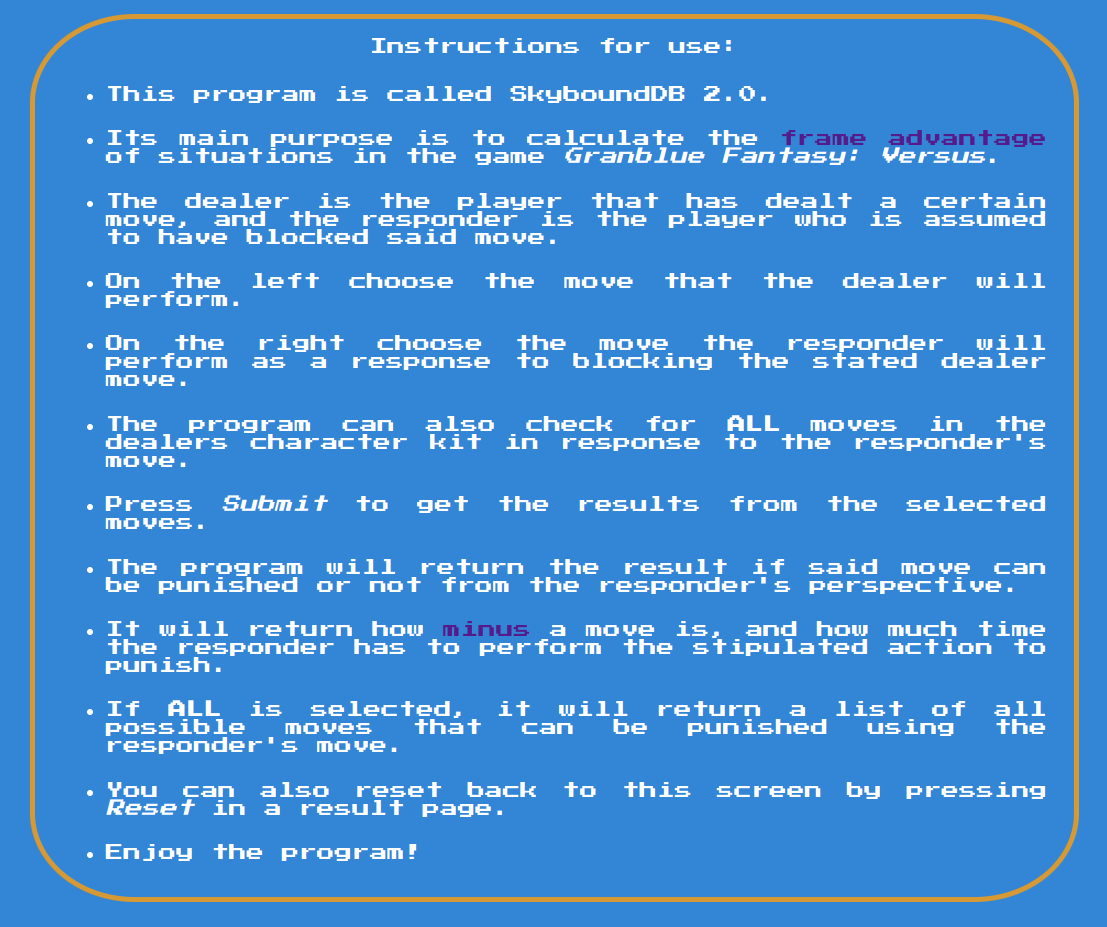 Instructions for use:
• This program is called SkyboundDB 2.0.
• Its main purpose is to calculate the frame advantage
of situations in the game Granblue Fantasy: Versus.
• The dealer is the player that has dealt a certain
move, and the responder is the player who is assumed
to have blocked said move.
• On the left choose the move that the dealer will
perform.
• On the right choose the move the responder will
perform as a response to blocking the stated dealer
move.
• The program can also check for ALL moves in the
dealers character kit in response to the responder's
move.
• Press Submit to get the results from the selected
moves.
• The program will return the result if said move can
be punished or not from the responder's perspective.
• It will return how minus a move is, and how much time
the responder has to perform the stipulated action to
punish.
• If ALL is selected, it will return a list of all
possible moves that can be punished using the
responder's move.
• You can also reset back to this screen by pressing
Reset in a result page.
• Enjoy the program!